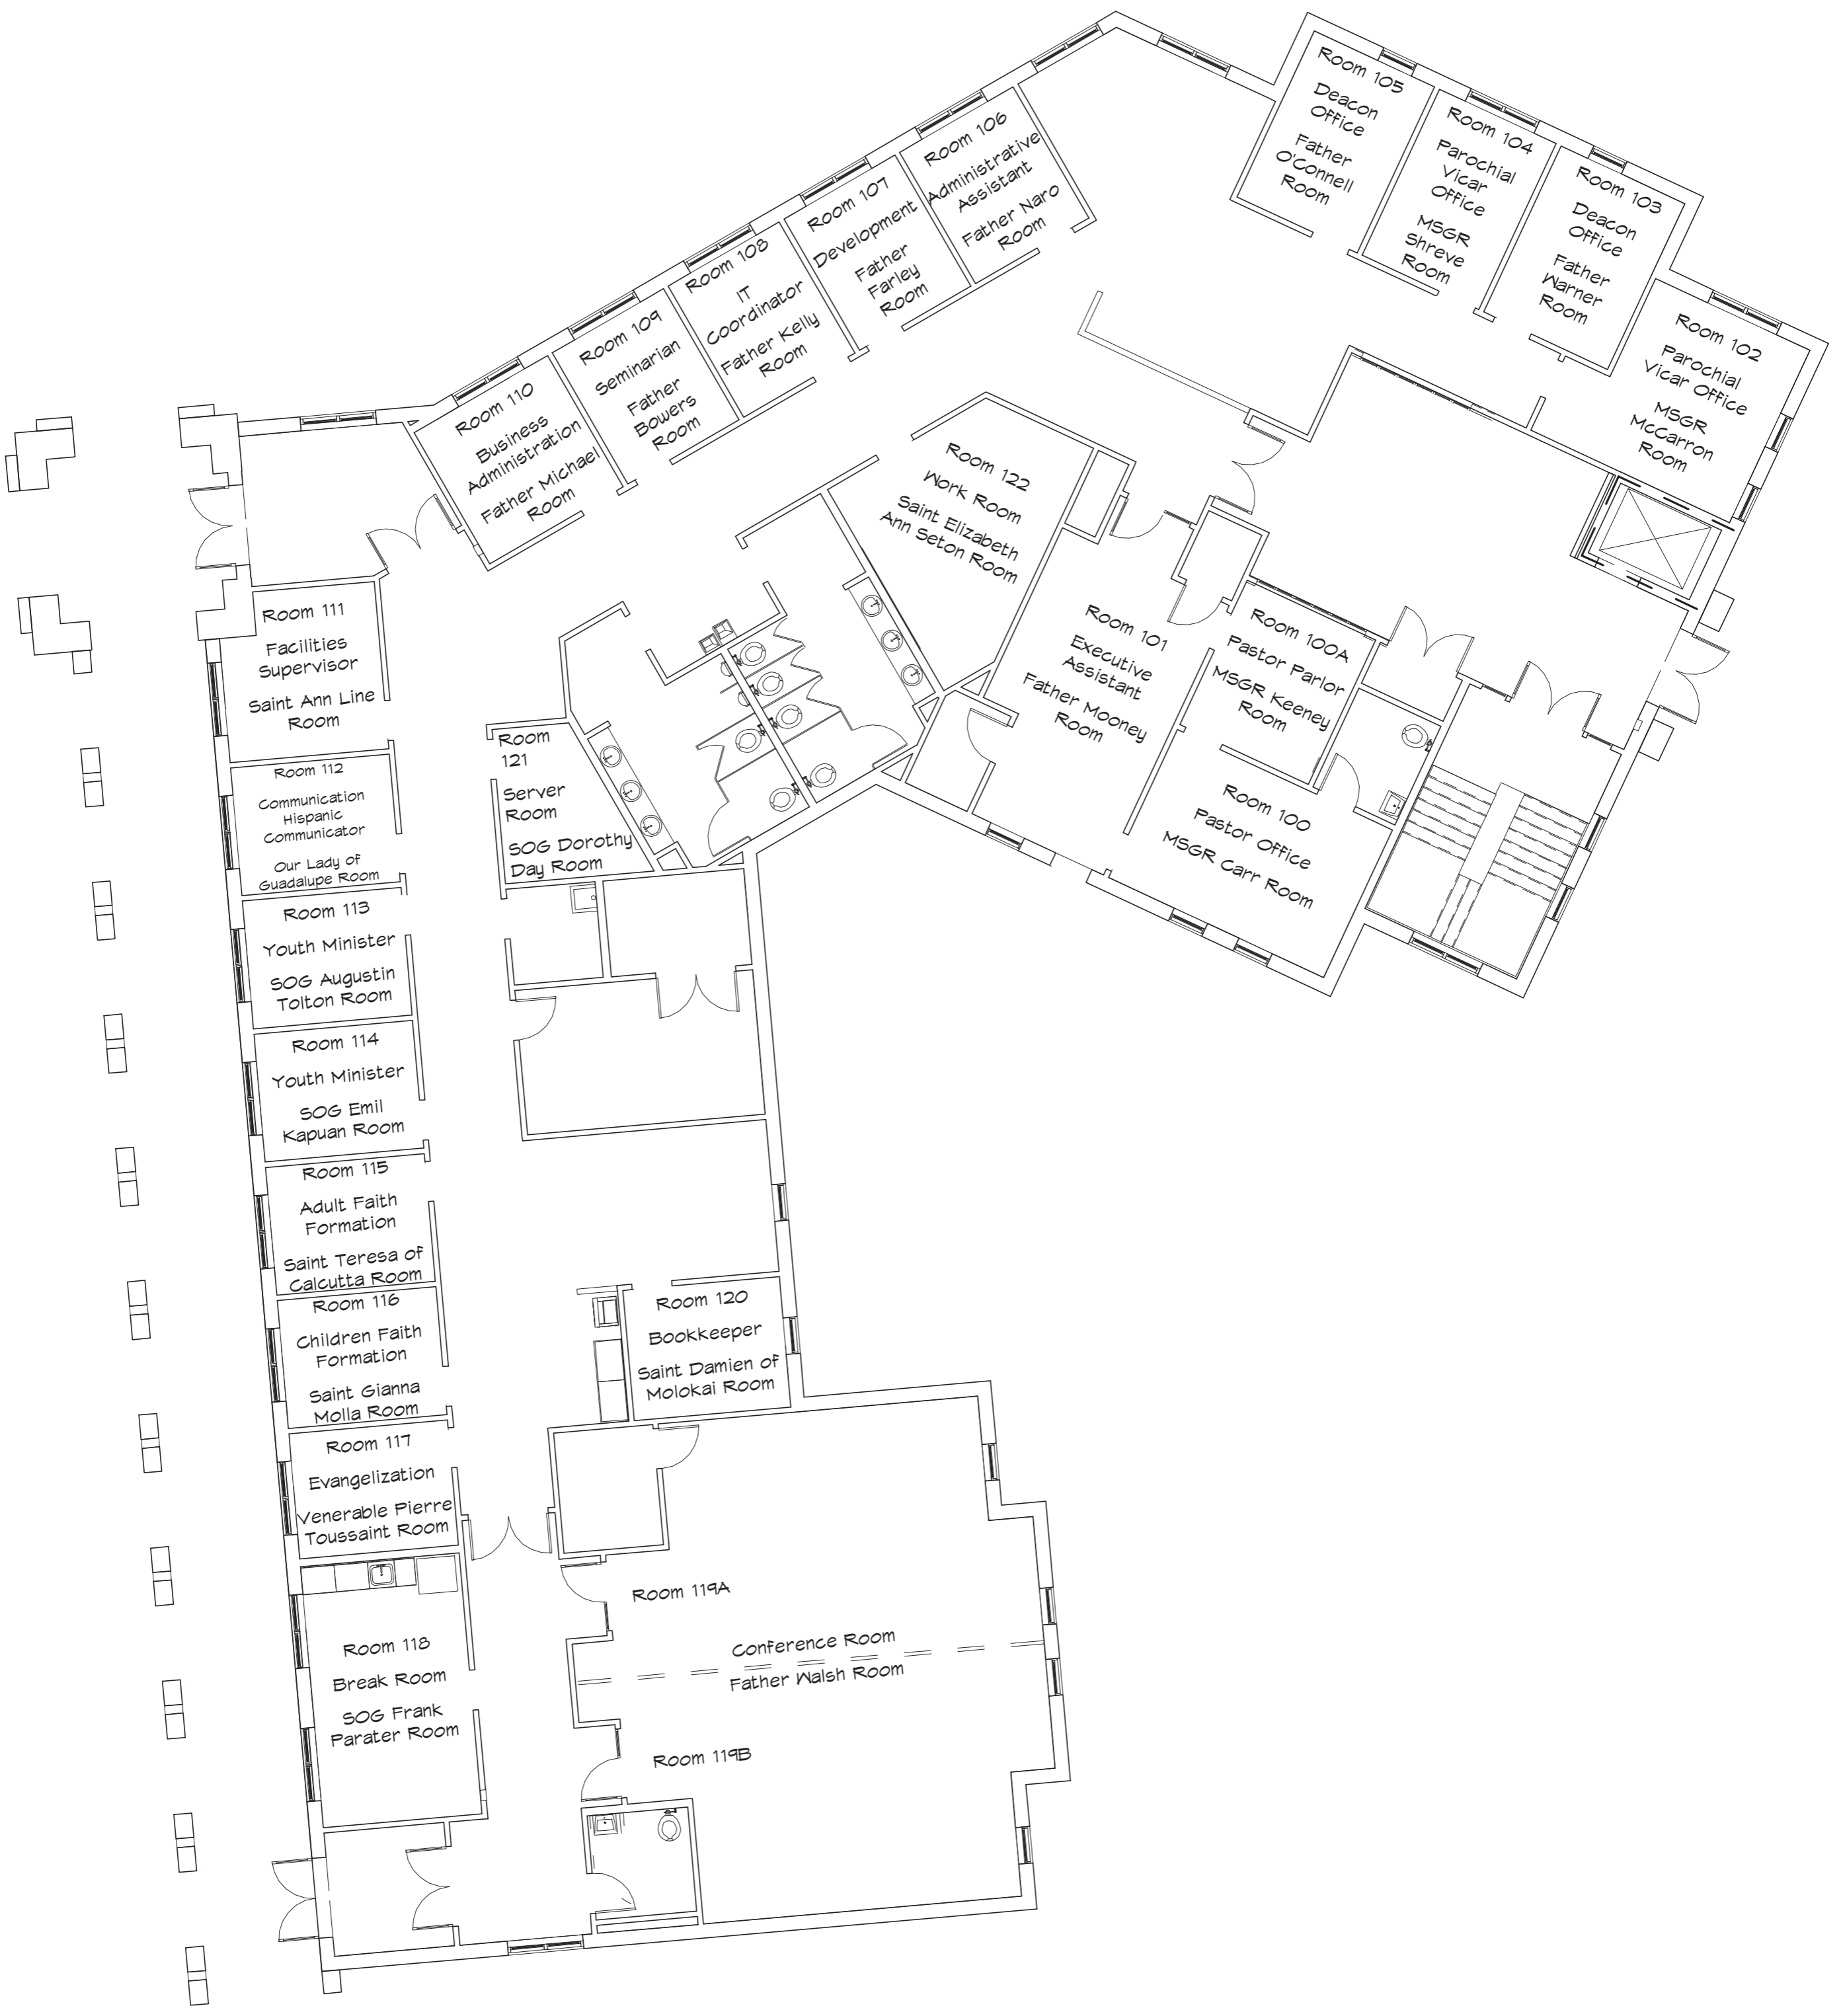 Room 105
Deacon
Office
Father
O'Connell
Room
Room 104
Parochial
Vicar
Office
MSGR
Shreve
Room
Room 103
Deacon
Office
Father
Warner
Room
Room 102
Parochial
Vicar Office
MSGR
McCarron
Room
Room 106
Administrative
Assistant
Father Naro
Room
Room 107
Development
Father
Farley
Room
Room 108
IT
Coordinator
Father Kelly
Room
Room 109
Seminarian
Father
Bowers
Room
Room 110
Business
Administration
Father Michael
Room
Room 122
Work Room
Saint Elizabeth
Ann Seton Room
Room 101
Executive
Assistant
Father Mooney
Room
Room 100A
Pastor Parlor
MSGR Keeney
Room
Room 100
Pastor Office
MSGR Carr Room
Room 111
Facilities
Supervisor
Saint Ann Line
Room
Room 112
Communication
Hispanic
Communicator
Our Lady of
Guadalupe Room
Room
121
Server
Room
SOG Dorothy
Day Room
Room 113
Youth Minister
SOG Augustin
Tolton Room
Room 114
Youth Minister
SOG Emil
Kapuan Room
Room 115
Adult Faith
Formation
Saint Teresa of
Calcutta Room
Room 116
Children Faith
Formation
Saint Gianna
Molla Room
Room 120
Bookkeeper
Saint Damien of
Molokai Room
Room 117
Evangelization
Venerable Pierre
Toussaint Room
Room 118
Break Room
SOG Frank
Parater Room
Room 119A
Conference Room
Father Walsh Room
Room 119B